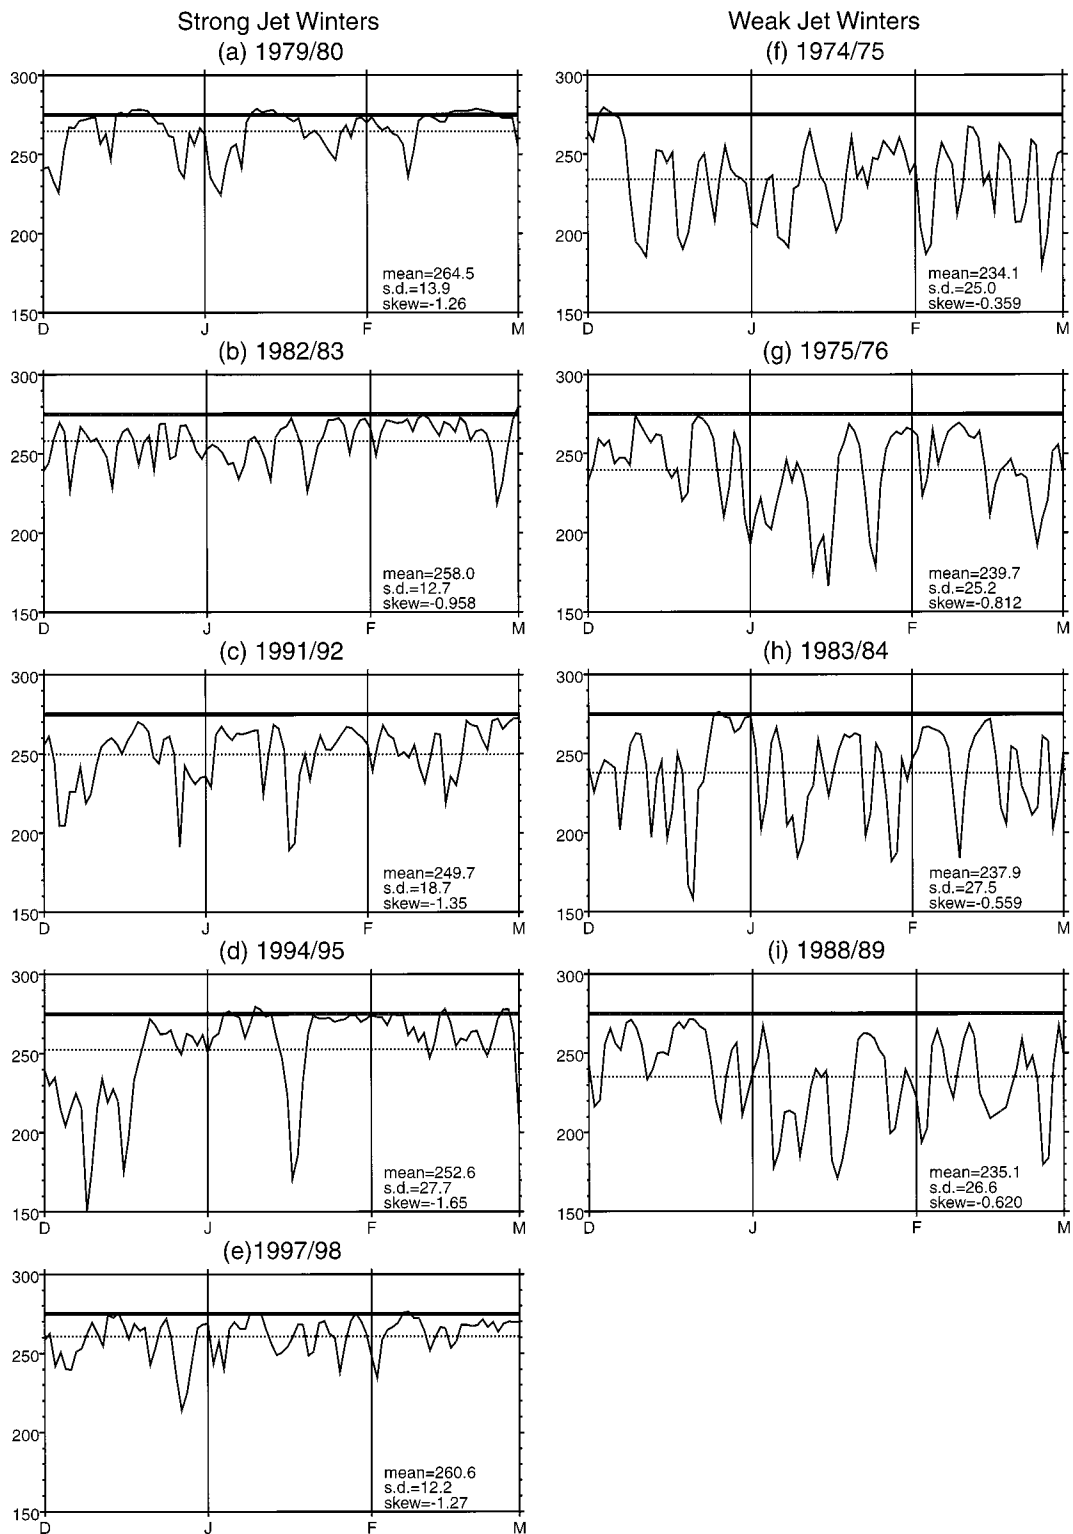 Strong Jet Winters
(a) 1979/80
300
250
200
150
D J F M
mean=264.5
s.d.=13.9
skew=-1.26
(b) 1982/83
300
250
200
150
D J F M
mean=258.0
s.d.=12.7
skew=-0.958
(c) 1991/92
300
250
200
150
D J F M
mean=249.7
s.d.=18.7
skew=-1.35
(d) 1994/95
300
250
200
150
D J F M
mean=252.6
s.d.=27.7
skew=-1.65
(e)1997/98
300
250
200
150
D J F M
mean=260.6
s.d.=12.2
skew=-1.27
Weak Jet Winters
(f) 1974/75
300
250
200
150
D J F M
mean=234.1
s.d.=25.0
skew=-0.359
(g) 1975/76
300
250
200
150
D J F M
mean=239.7
s.d.=25.2
skew=-0.812
(h) 1983/84
300
250
200
150
D J F M
mean=237.9
s.d.=27.5
skew=-0.559
(i) 1988/89
300
250
200
150
D J F M
mean=235.1
s.d.=26.6
skew=-0.620